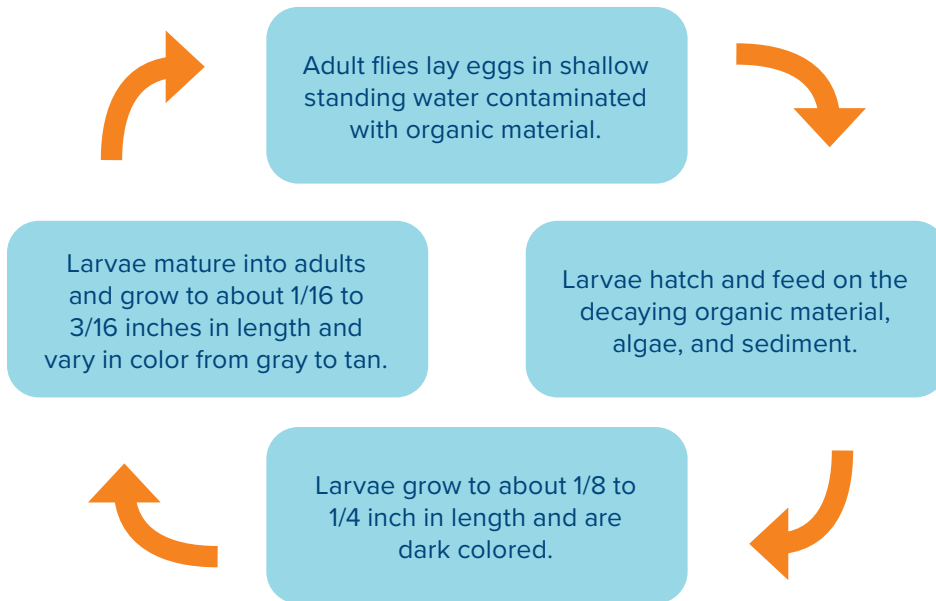 Adult flies lay eggs in shallow
standing water contaminated
with organic material.
Larvae hatch and feed on the
decaying organic material,
algae, and sediment.
Larvae grow to about 1/8 to
1/4 inch in length and are
dark colored.
Larvae mature into adults
and grow to about 1/16 to
3/16 inches in length and
vary in color from gray to tan.